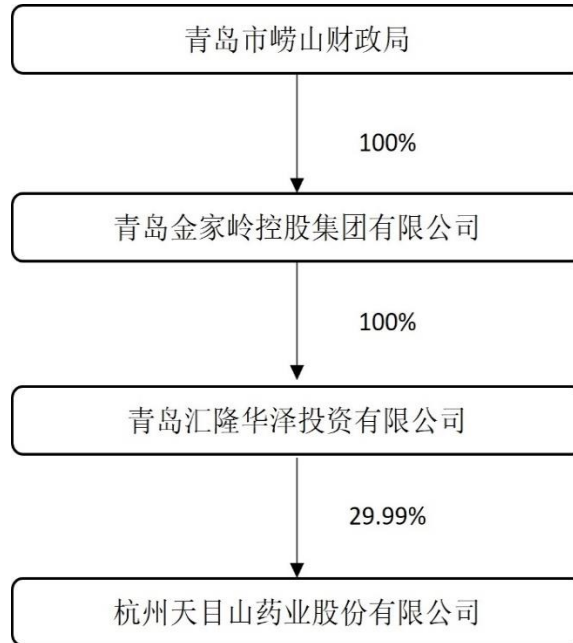 青岛市崂山财政局
100%
青岛金家岭控股集团有限公司
100%
青岛汇隆华泽投资有限公司
29.99%
杭州天目山药业股份有限公司